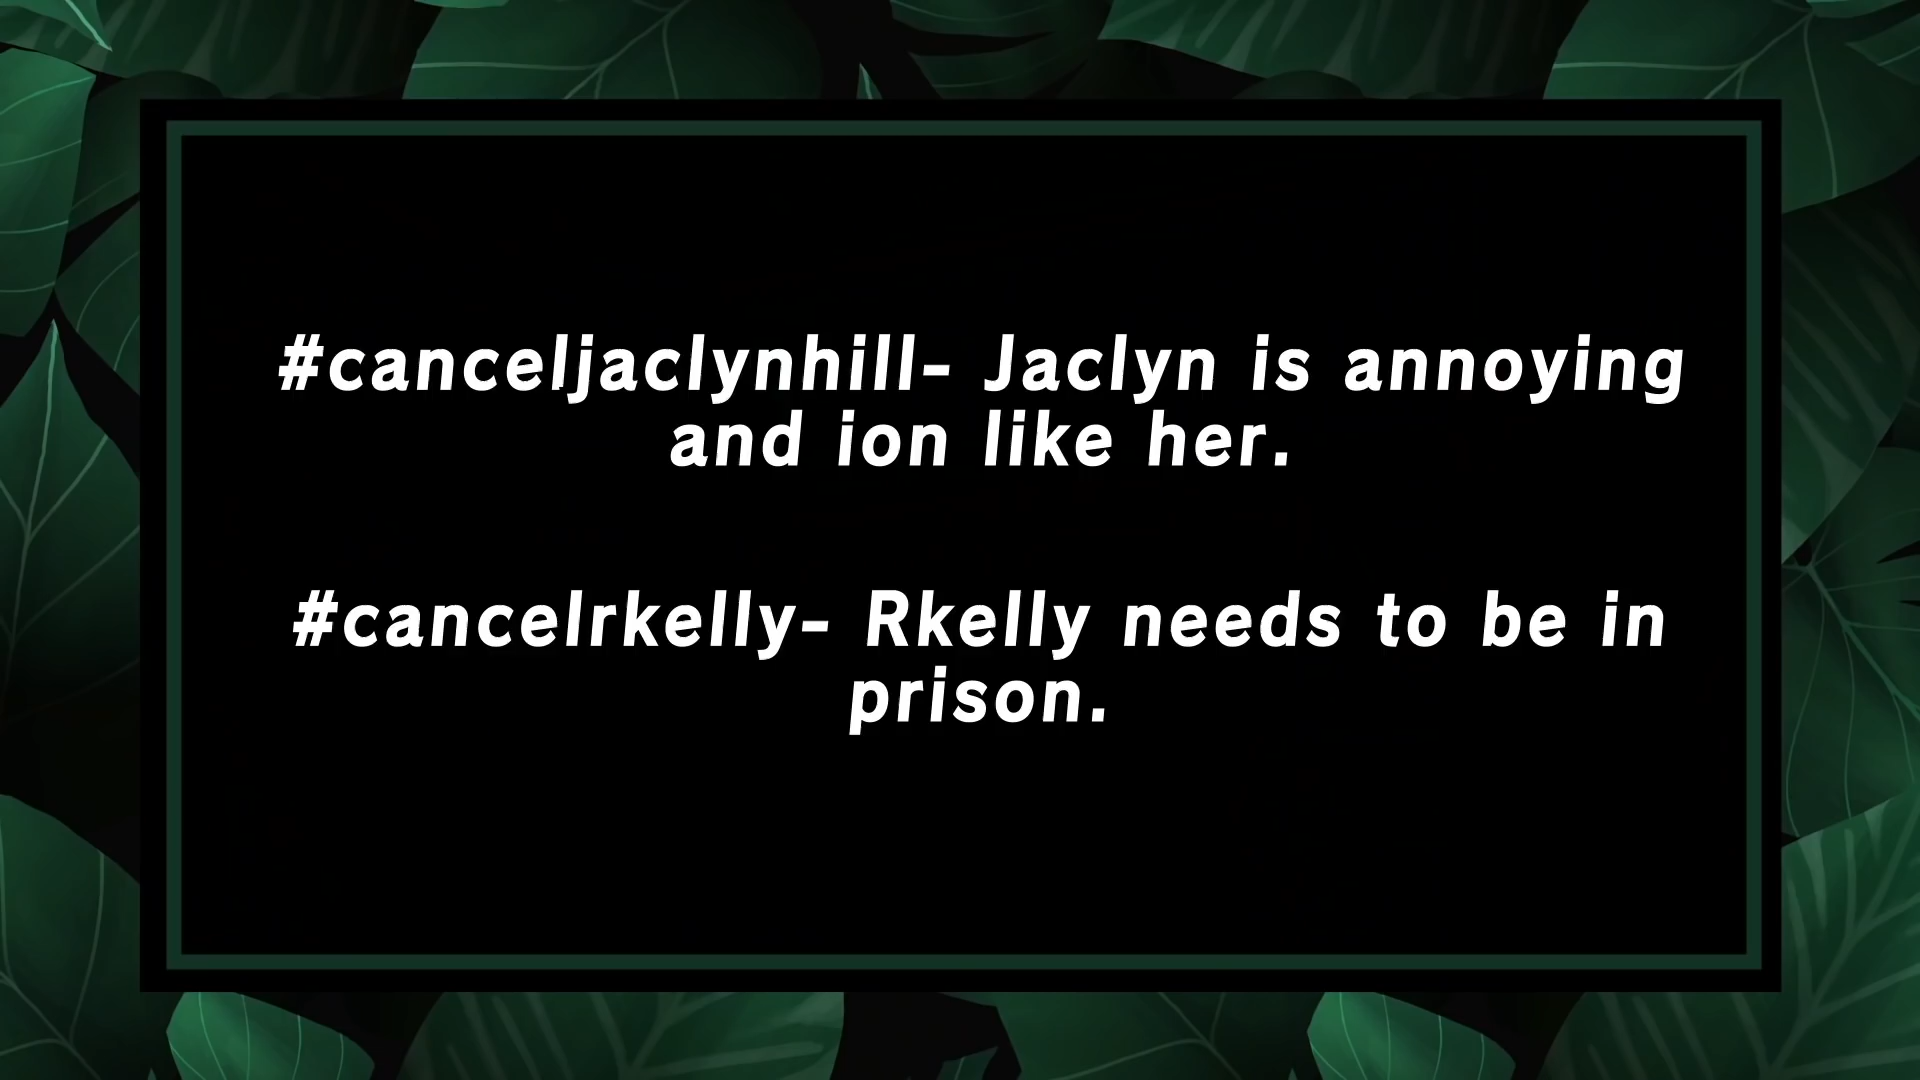 #canceljaclynhill- Jaclyn is annoying
and ion like her.
#cancelrkelly- Rkelly needs to be in
prison.